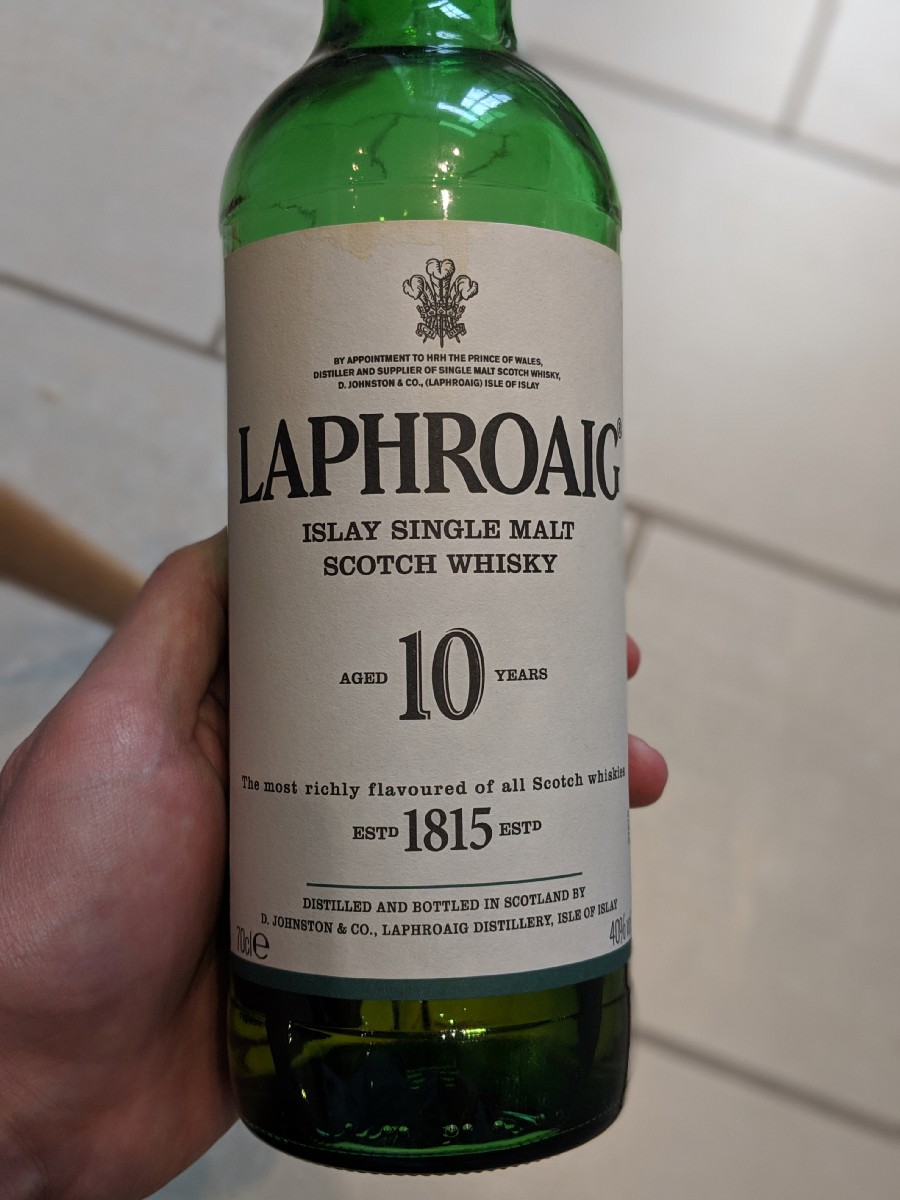 BY APPOINTMENT TO HRH THE PRINCE OF WALES,
DISTILLER AND SUPPLIER OF SINGLE MALT SCOTCH WHISKY,
D. JOHNSTON & CO., (LAPHROAIG) ISLE OF ISLAY
LAPHROAIG®
ISLAY SINGLE MALT
SCOTCH WHISKY
AGED 10 YEARS
The most richly flavoured of all Scotch whiskies
ESTD 1815 ESTD
DISTILLED AND BOTTLED IN SCOTLAND BY
D. JOHNSTON & CO., LAPHROAIG DISTILLERY, ISLE OF ISLAY
70cl e 40%